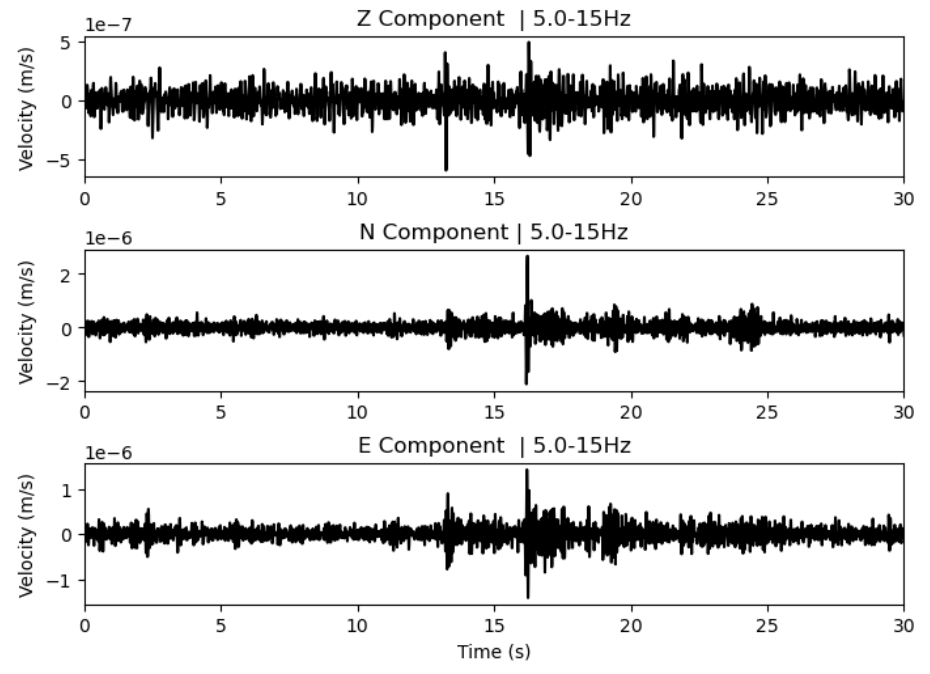 Z Component | 5.0-15Hz
1e−7
Velocity (m/s)
5
0
−5
0 5 10 15 20 25 30
N Component | 5.0-15Hz
1e−6
Velocity (m/s)
2
0
−2
0 5 10 15 20 25 30
E Component | 5.0-15Hz
1e−6
Velocity (m/s)
1
0
−1
0 5 10 15 20 25 30
Time (s)